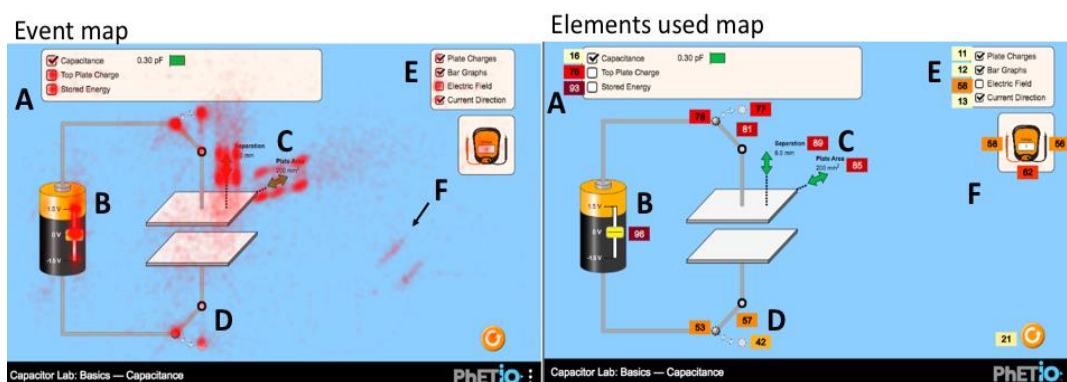 Event map
Elements used map
Capacitance 0.30 pF
Top Plate Charge
Stored Energy
E
Plate Charges
Bar Graphs
Electric Field
Current Direction
A
C
Separation
Plate Area
200 mm²
F
B
1.5 V
0 V
-1.5 V
D
Capacitor Lab: Basics — Capacitance
PhETiO
16
Capacitance 0.30 pF
76
Top Plate Charge
93
Stored Energy
E
11
Plate Charges
12
Bar Graphs
58
Electric Field
13
Current Direction
A
77
78
81
C
Separation
89
6.0 mm
Plate Area
85
200 mm²
58
56
62
F
B
1.5 V
0 V
96
-1.5 V
D
53
57
42
21
Capacitor Lab: Basics — Capacitance
PhETiO